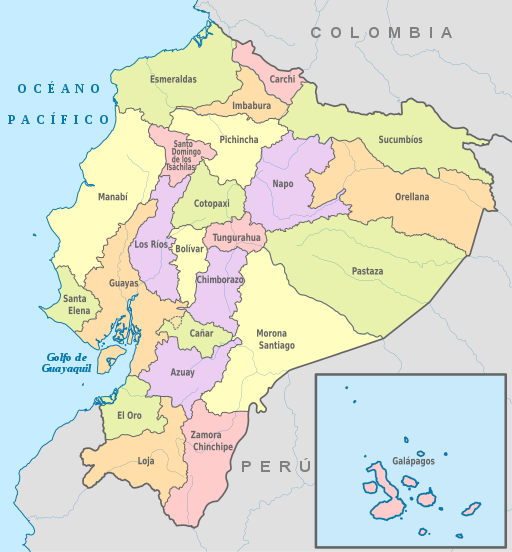 COLOMBIA
OCÉANO
PACÍFICO
Esmeraldas
Carchi
Imbabura
Pichincha
Sucumbíos
Santo
Domingo
de los
Tsáchilas
Manabí
Napo
Orellana
Cotopaxi
Los Ríos
Bolívar
Tungurahua
Pastaza
Guayas
Chimborazo
Santa
Elena
Cañar
Morona
Santiago
Golfo de
Guayaquil
Azuay
El Oro
Zamora
Chinchipe
Loja
PERÚ
Galápagos